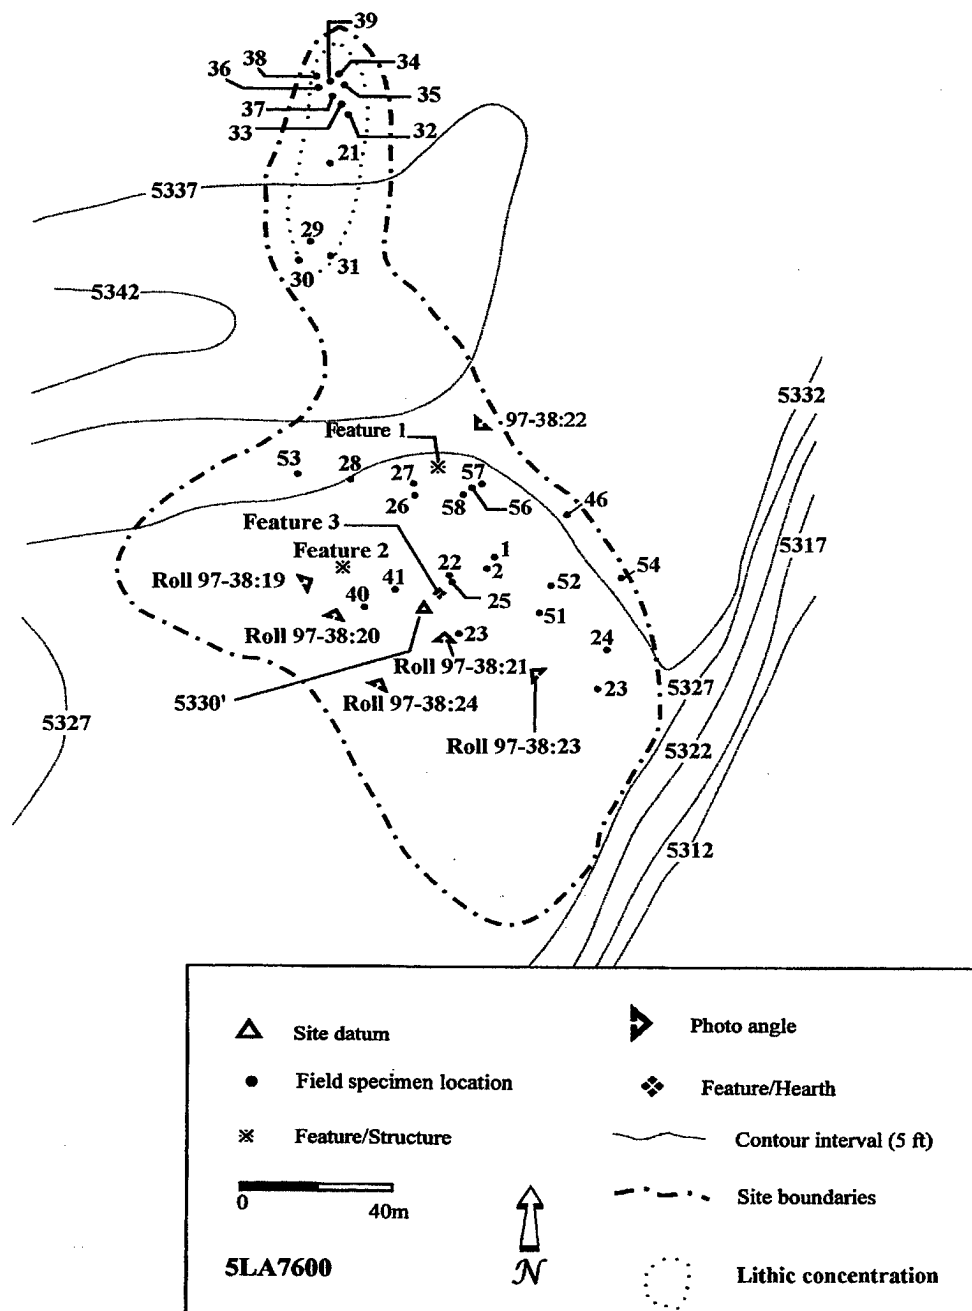 39
38
34
36
37
35
33
32
21
5337
29
30
31
5342
5332
97-38:22
Feature 1
53
28
27
57
26
58
56
46
Feature 3
5317
Feature 2
1
22
2
54
Roll 97-38:19
41
52
40
25
51
Roll 97-38:20
23
24
Roll 97-38:21
5330'
Roll 97-38:24
23
5327
5327
Roll 97-38:23
5322
5312
Site datum
Photo angle
Field specimen location
Feature/Hearth
Feature/Structure
Contour interval (5 ft)
0 40m
Site boundaries
5LA7600
N
Lithic concentration